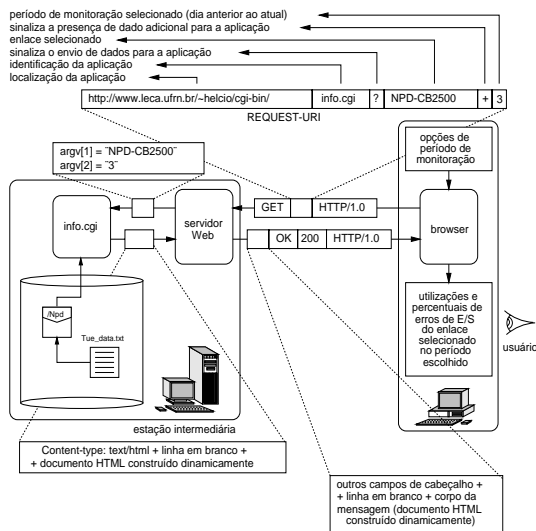 período de monitoração selecionado (dia anterior ao atual)
sinaliza a presença de dado adicional para a aplicação
enlace selecionado
sinaliza o envio de dados para a aplicação
identificação da aplicação
localização da aplicação
http://www.leca.ufrn.br/~helcio/cgi-bin/ info.cgi ? NPD-CB2500 + 3
REQUEST-URI
argv[1] = ¨NPD-CB2500¨
argv[2] = ¨3¨
opções de
período de
monitoração
GET HTTP/1.0
info.cgi
servidor
Web
browser
OK 200 HTTP/1.0
/Npd
Tue_data.txt
utilizações e
percentuais de
erros de E/S
do enlace
selecionado
no período
escolhido
usuário
estação intermediária
Content-type: text/html + linha em branco +
+ documento HTML construído dinamicamente
outros campos de cabeçalho +
+ linha em branco + corpo da
mensagem (documento HTML
construído dinamicamente)